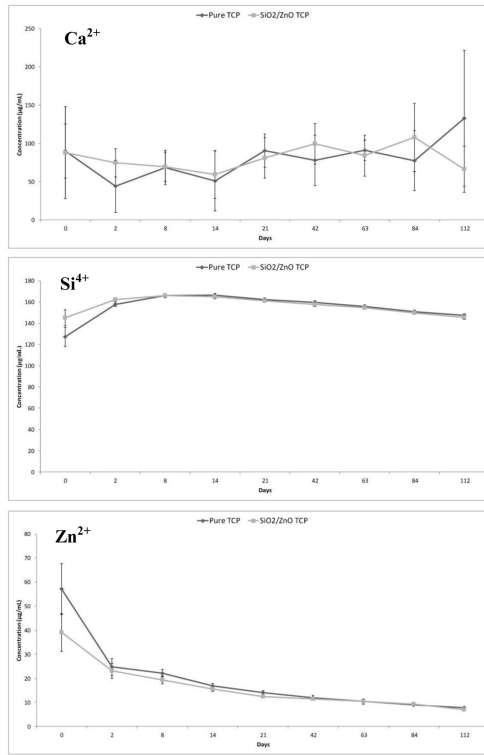 Pure TCP SiO2/ZnO TCP
Ca2+
Concentration (µg/mL)
250
200
150
100
50
0
0 2 8 14 21 42 63 84 112
Days
Pure TCP SiO2/ZnO TCP
Si4+
Concentration (µg/mL)
180
160
140
120
100
80
60
40
20
0
0 2 8 14 21 42 63 84 112
Days
Pure TCP SiO2/ZnO TCP
Zn2+
Concentration (µg/mL)
80
70
60
50
40
30
20
10
0
0 2 8 14 21 42 63 84 112
Days